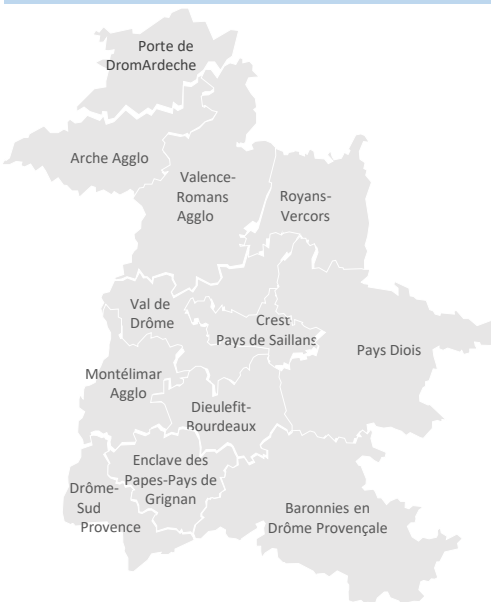 Porte de
DromArdeche
Arche Agglo
Valence-
Romans
Agglo
Royans-
Vercors
Val de
Drôme
Crest-
Pays de Saillans
Pays Diois
Montélimar
Agglo
Dieulefit-
Bourdeaux
Enclave des
Papes-Pays de
Grignan
Drôme-
Sud
Provence
Baronnies en
Drôme Provençale